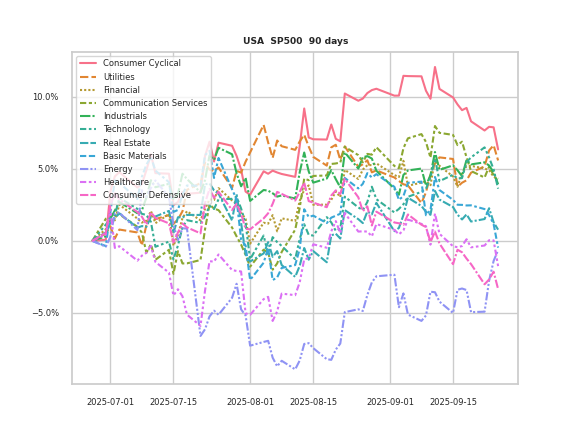 USA SP500 90 days
Consumer Cyclical
Utilities
Financial
Communication Services
Industrials
Technology
Real Estate
Basic Materials
Energy
Healthcare
Consumer Defensive
10.0%
5.0%
0.0%
−5.0%
2025-07-01 2025-07-15 2025-08-01 2025-08-15 2025-09-01 2025-09-15